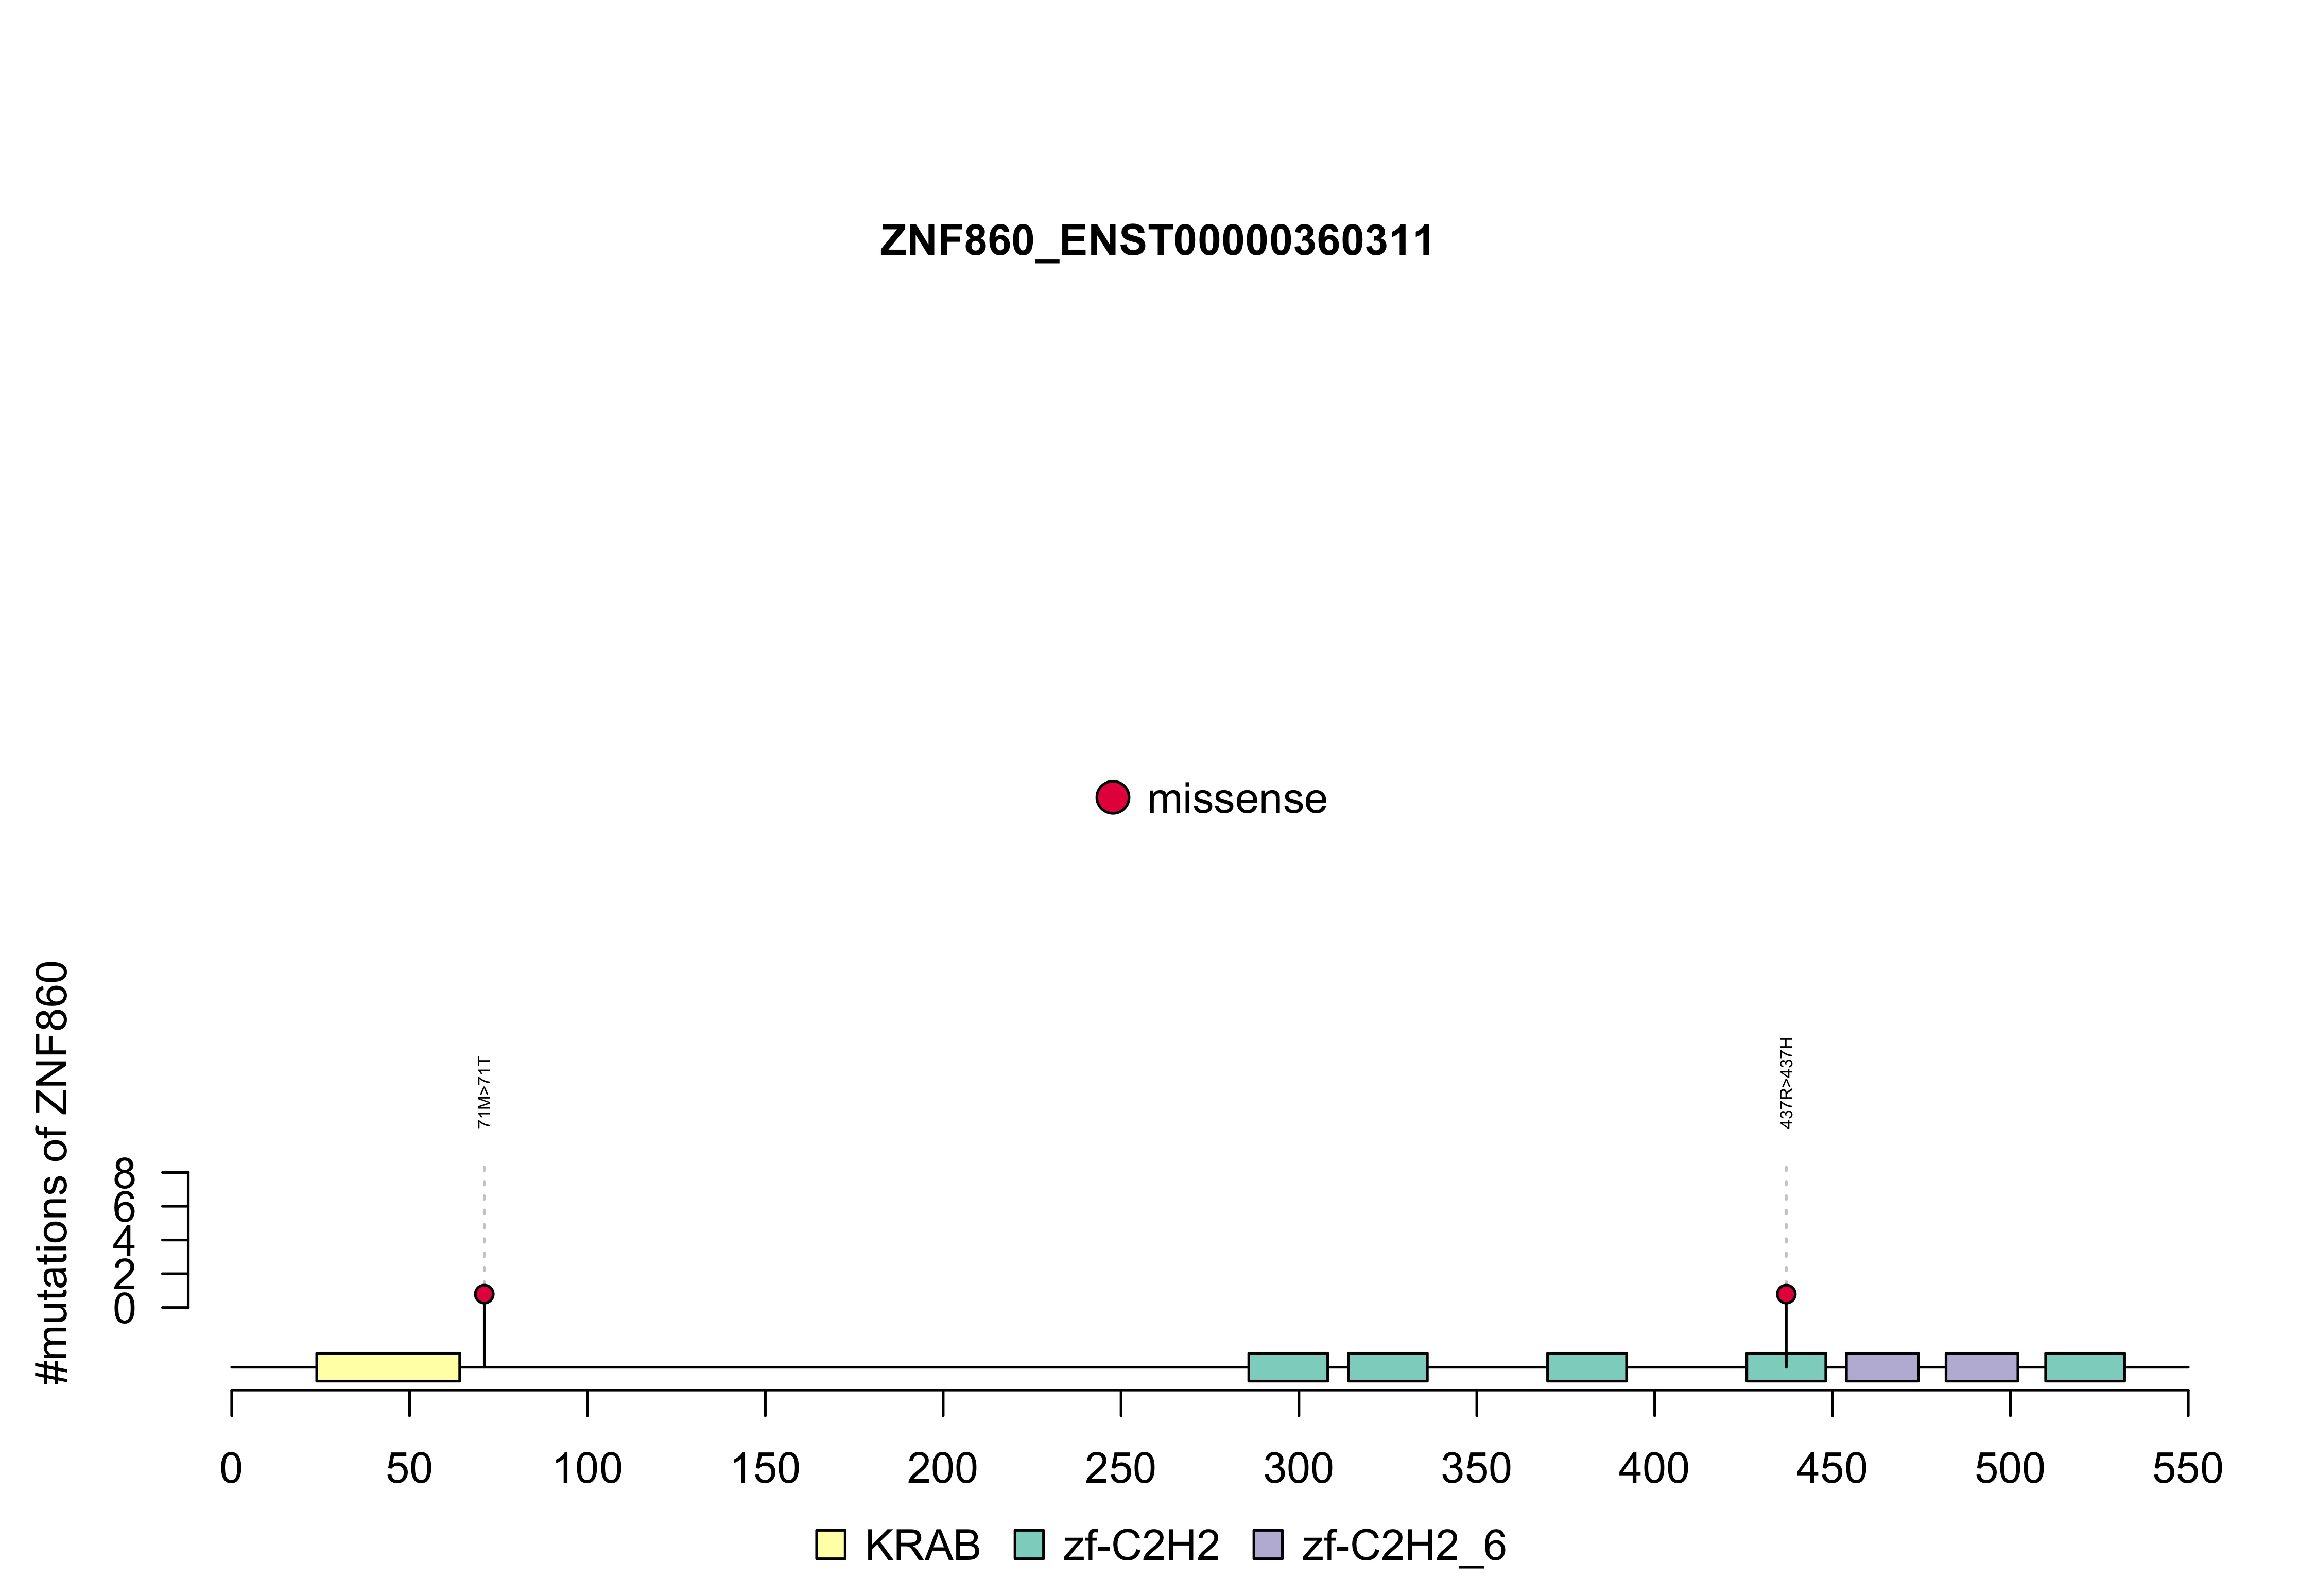 ZNF860_ENST00000360311
missense
#mutations of ZNF860
71M>71T
437R>437H
8
6
4
2
0
0 50 100 150 200 250 300 350 400 450 500 550
KRAB zf-C2H2 zf-C2H2_6